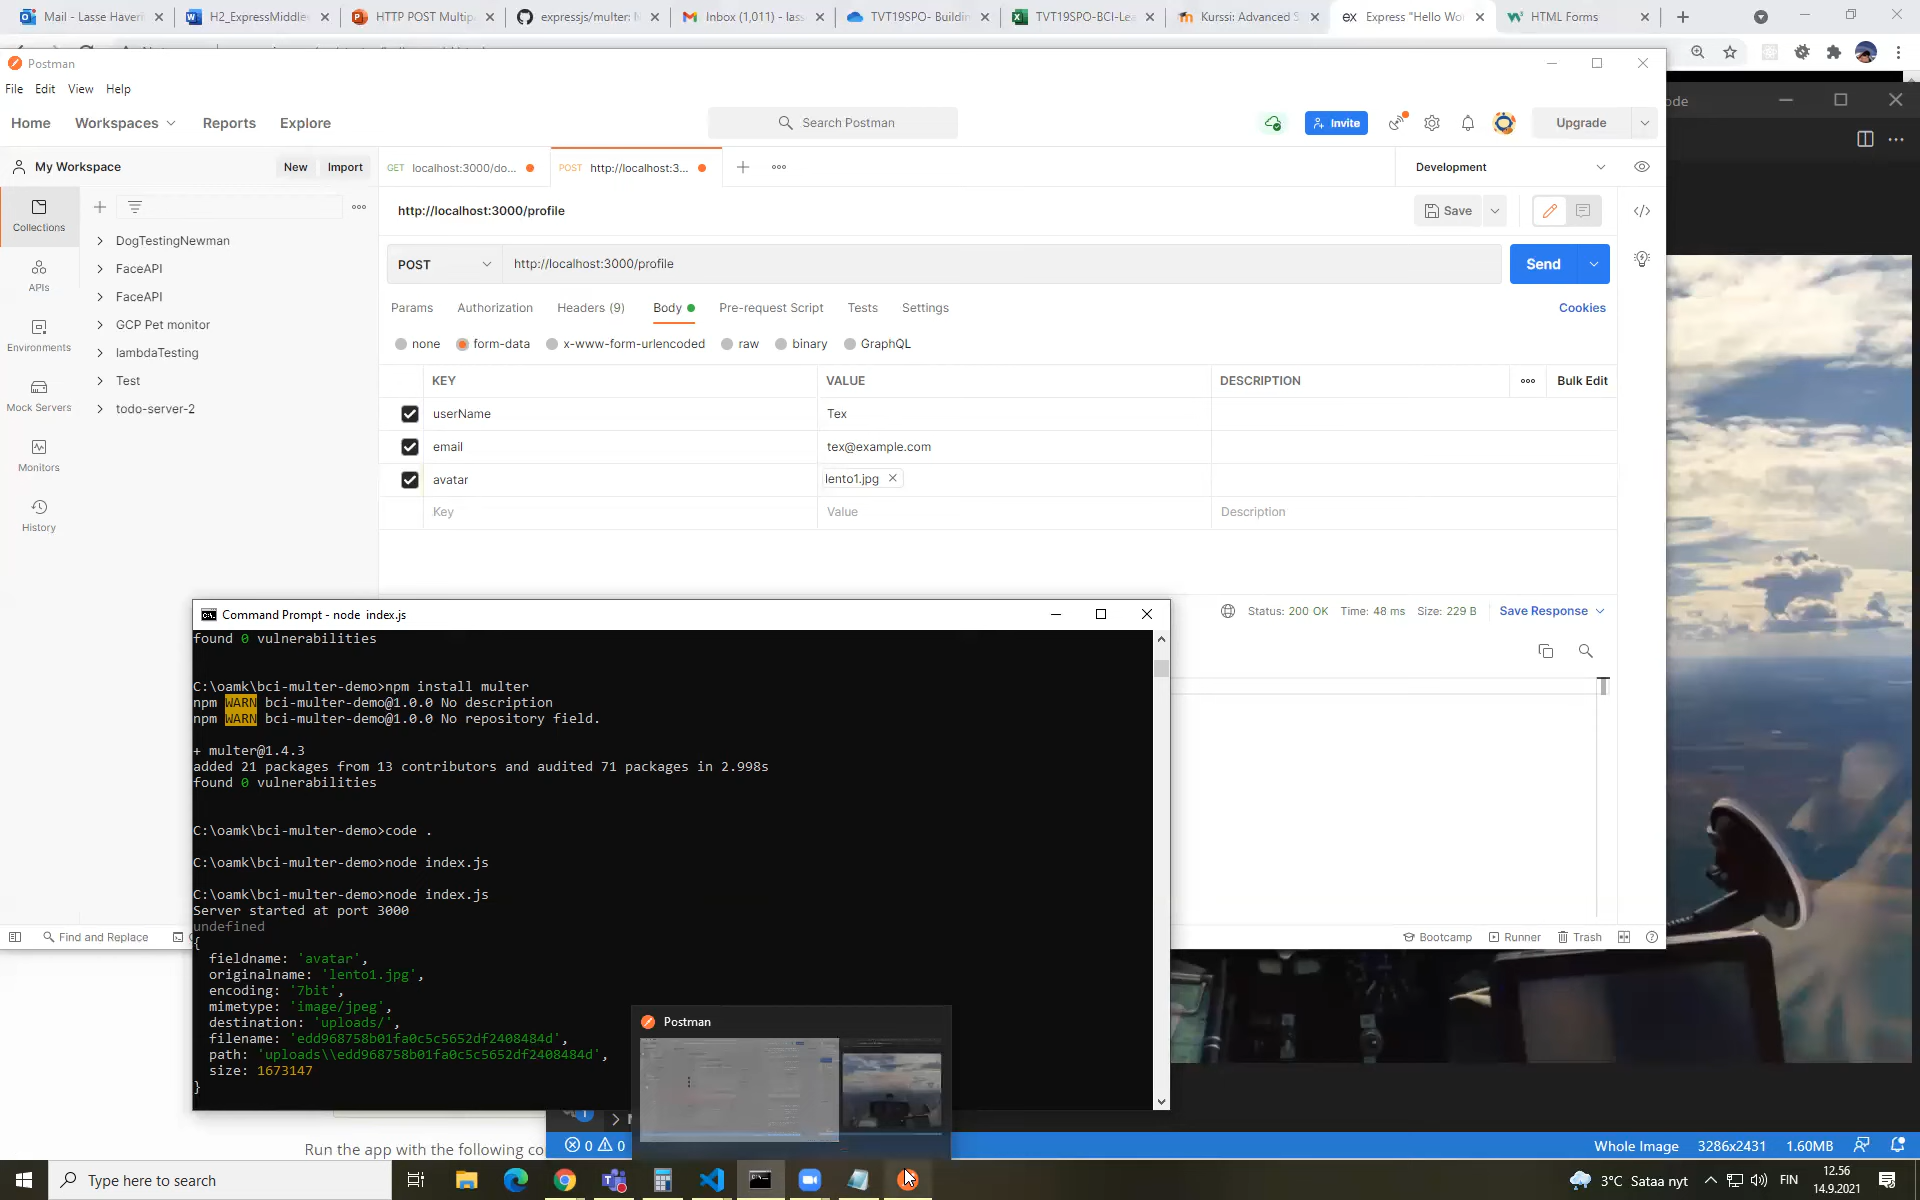 Mail - Lasse Haveri
H2_ExpressMiddle
HTTP POST Multip
expressjs/multer: M
Inbox (1,011) - las
TVT19SPO- Buildin
TVT19SPO-BCI-Lea
Kurssi: Advanced S
Express "Hello Wo
HTML Forms
Postman
File Edit View Help
Home Workspaces Reports Explore
Search Postman
Invite
Upgrade
ode
My Workspace
New Import
GET localhost:3000/do...
POST http://localhost:3...
Development
Collections
APIs
Environments
Mock Servers
Monitors
History
DogTestingNewman
FaceAPI
FaceAPI
GCP Pet monitor
lambdaTesting
Test
todo-server-2
http://localhost:3000/profile
Save
POST http://localhost:3000/profile
Send
Params Authorization Headers (9) Body Pre-request Script Tests Settings
Cookies
none form-data x-www-form-urlencoded raw binary GraphQL
KEY VALUE DESCRIPTION Bulk Edit
userName Tex
email tex@example.com
avatar lento1.jpg
Key Value Description
Status: 200 OK Time: 48 ms Size: 229 B Save Response
Command Prompt - node index.js
found 0 vulnerabilities
C:\oamk\bci-multer-demo>npm install multer
npm WARN bci-multer-demo@1.0.0 No description
npm WARN bci-multer-demo@1.0.0 No repository field.
+ multer@1.4.3
added 21 packages from 13 contributors and audited 71 packages in 2.998s
found 0 vulnerabilities
C:\oamk\bci-multer-demo>code .
C:\oamk\bci-multer-demo>node index.js
C:\oamk\bci-multer-demo>node index.js
Server started at port 3000
undefined
{
fieldname: 'avatar',
originalname: 'lento1.jpg',
encoding: '7bit',
mimetype: 'image/jpeg',
destination: 'uploads/',
filename: 'edd968758b01fa0c5c5652df2408484d',
path: 'uploads\\edd968758b01fa0c5c5652df2408484d',
size: 1673147
}
Find and Replace
Bootcamp Runner Trash
Postman
Run the app with the following co
0 0
Whole Image 3286x2431 1.60MB
Type here to search
3°C Sataa nyt
FIN
12.56
14.9.2021